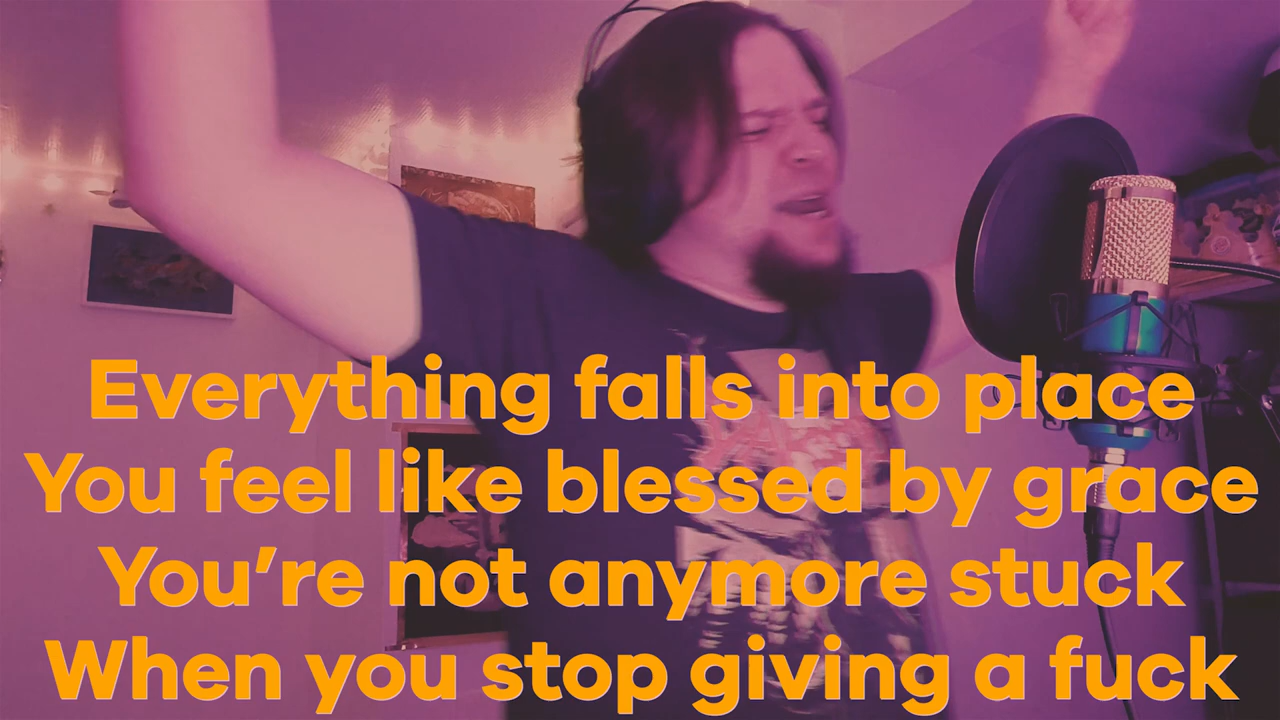 Everything falls into place
You feel like blessed by grace
You’re not anymore stuck
When you stop giving a fuck